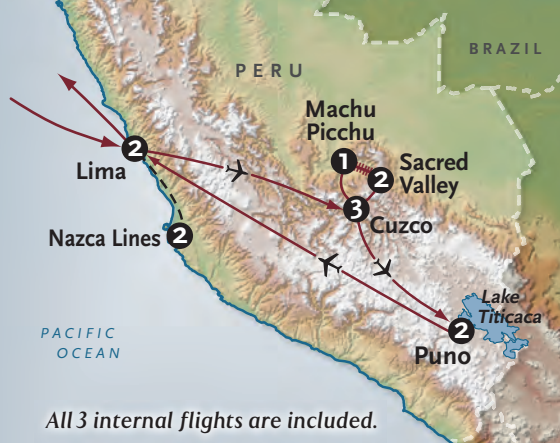 BRAZIL
PERU
Machu
Picchu
1
2
Sacred
Valley
2
Lima
3
Cuzco
Nazca Lines
2
Lake
Titicaca
PACIFIC
OCEAN
2
Puno
All 3 internal flights are included.